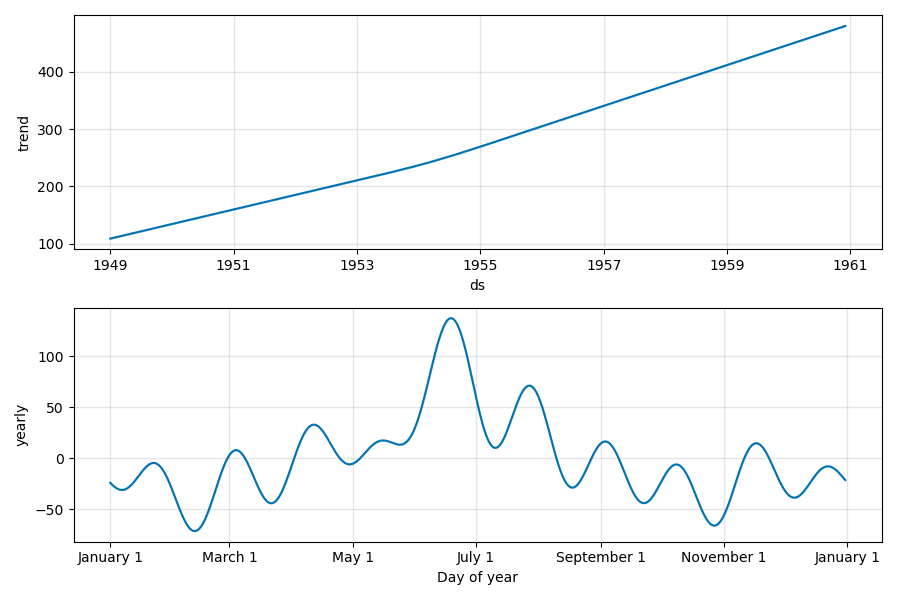 trend
400
300
200
100
1949 1951 1953 1955 1957 1959 1961
ds
yearly
100
50
0
−50
January 1 March 1 May 1 July 1 September 1 November 1 January 1
Day of year